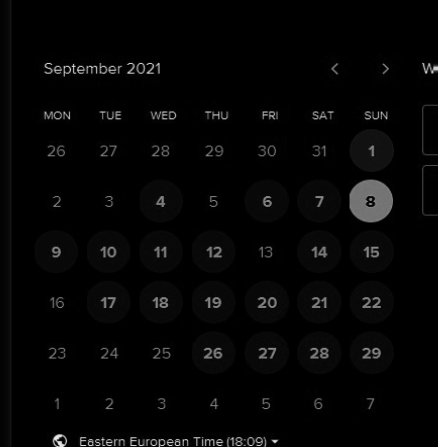 September 2021 < >
MON TUE WED THU FRI SAT SUN
26 27 28 29 30 31 1
2 3 4 5 6 7 8
9 10 11 12 13 14 15
16 17 18 19 20 21 22
23 24 25 26 27 28 29
1 2 3 4 5 6 7
Eastern European Time (18:09)